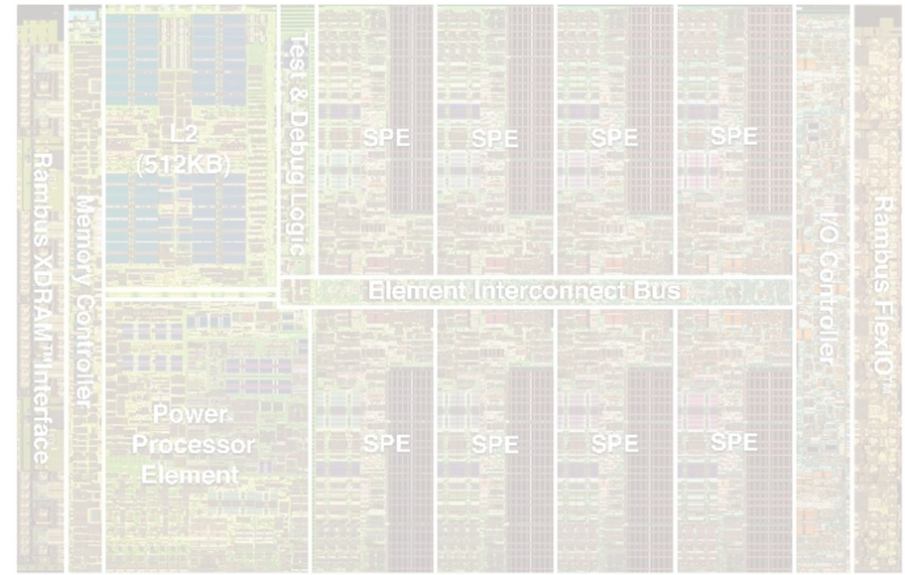 Rambus XDRAM™ Interface
Memory Controller
L2
(512KB)
Test & Debug Logic
SPE
SPE
SPE
SPE
I/O Controller
Rambus FlexIO™
Element Interconnect Bus
Power
Processor
Element
SPE
SPE
SPE
SPE